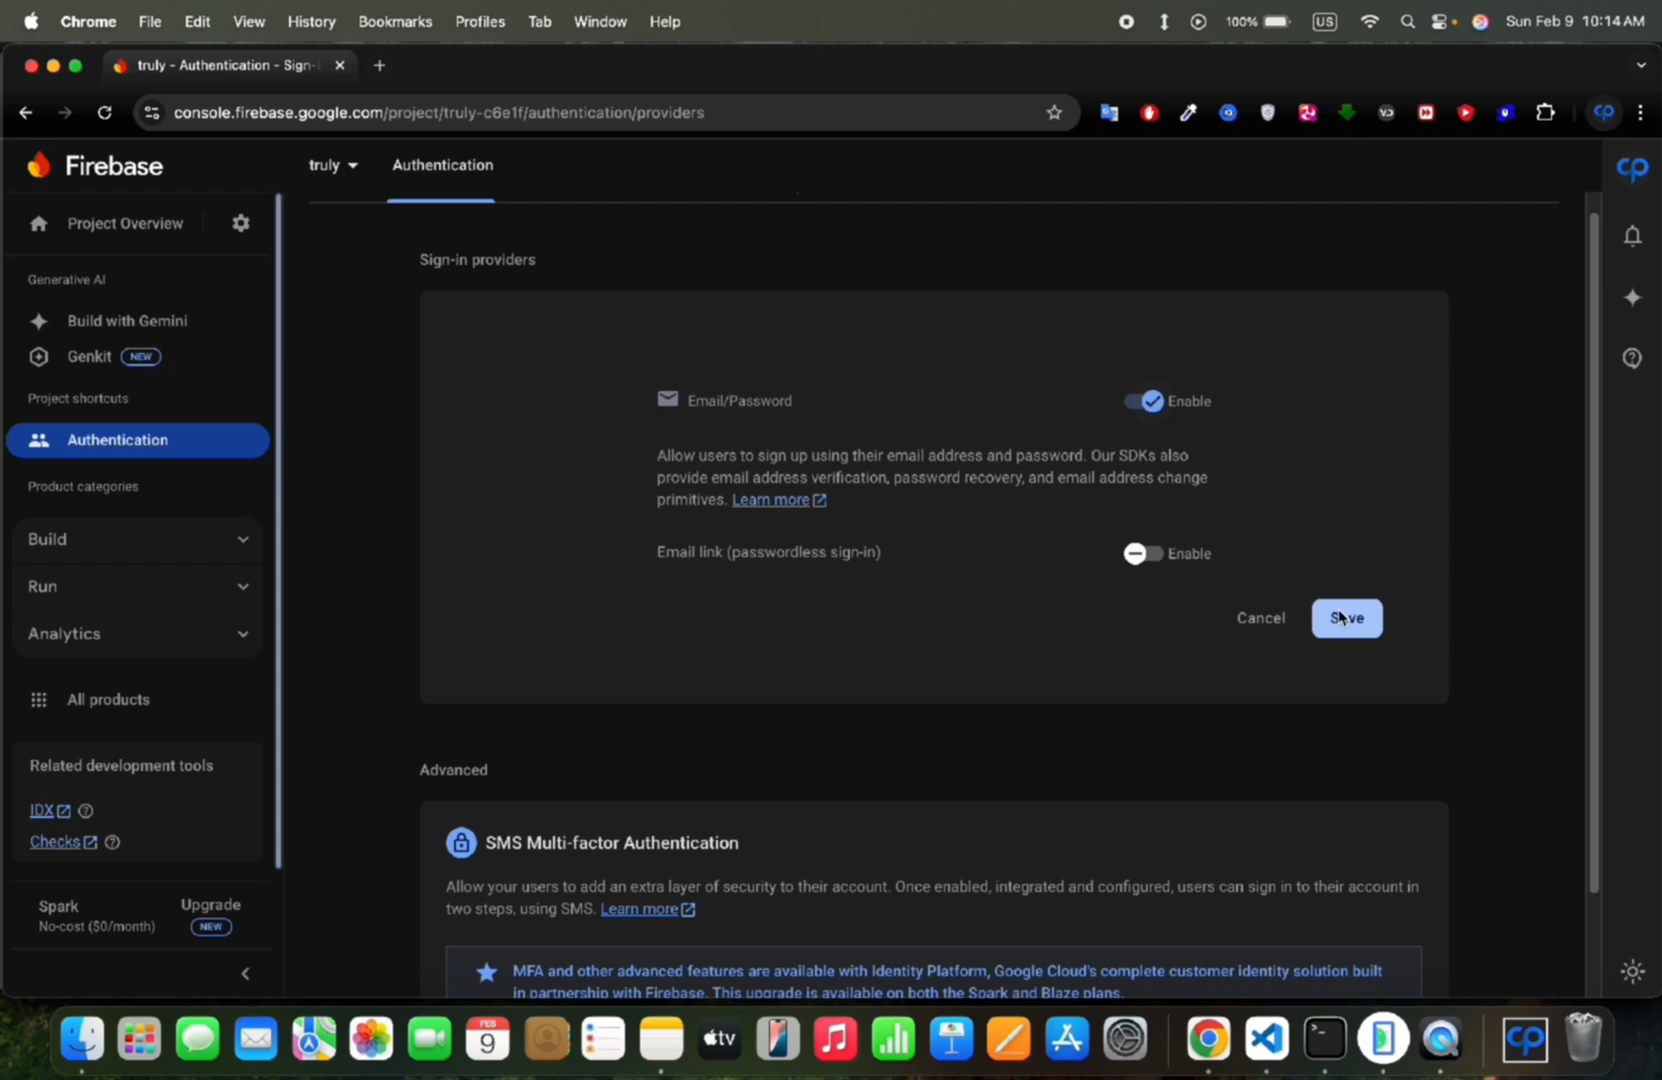 Chrome File Edit View History Bookmarks Profiles Tab Window Help 100% US Sun Feb 9 10:14 AM
truly - Authentication - Sign-
console.firebase.google.com/project/truly-c6e1f/authentication/providers
Firebase
truly Authentication
Project Overview
Generative AI
Build with Gemini
Genkit NEW
Project shortcuts
Authentication
Product categories
Build
Run
Analytics
All products
Related development tools
IDX
Checks
Spark Upgrade
No-cost ($0/month) NEW
Sign-in providers
Email/Password Enable
Allow users to sign up using their email address and password. Our SDKs also
provide email address verification, password recovery, and email address change
primitives. Learn more
Email link (passwordless sign-in) Enable
Cancel Save
Advanced
SMS Multi-factor Authentication
Allow your users to add an extra layer of security to their account. Once enabled, integrated and configured, users can sign in to their account in
two steps, using SMS. Learn more
MFA and other advanced features are available with Identity Platform, Google Cloud's complete customer identity solution built
in partnership with Firebase. This upgrade is available on both the Spark and Blaze plans.
cp
cp
FEB
9
tv
cp